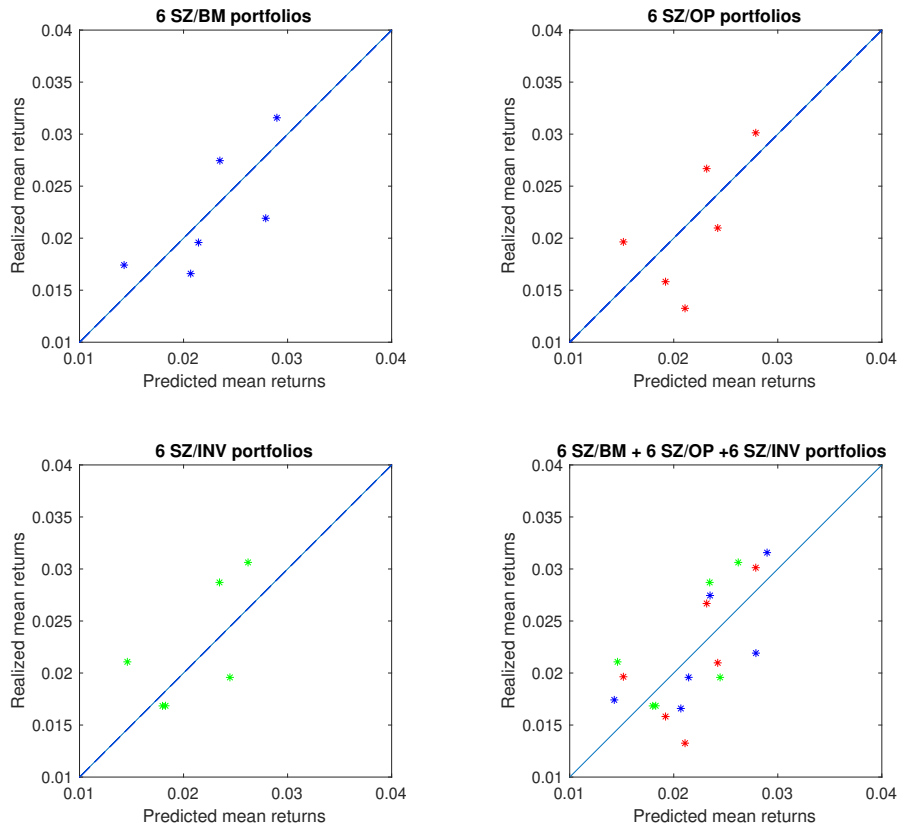 6 SZ/BM portfolios
0.04
0.035
0.03
0.025
0.02
0.015
0.01
Realized mean returns
0.01 0.02 0.03 0.04
Predicted mean returns
6 SZ/OP portfolios
0.04
0.035
0.03
0.025
0.02
0.015
0.01
Realized mean returns
0.01 0.02 0.03 0.04
Predicted mean returns
6 SZ/INV portfolios
0.04
0.035
0.03
0.025
0.02
0.015
0.01
Realized mean returns
0.01 0.02 0.03 0.04
Predicted mean returns
6 SZ/BM + 6 SZ/OP +6 SZ/INV portfolios
0.04
0.035
0.03
0.025
0.02
0.015
0.01
Realized mean returns
0.01 0.02 0.03 0.04
Predicted mean returns